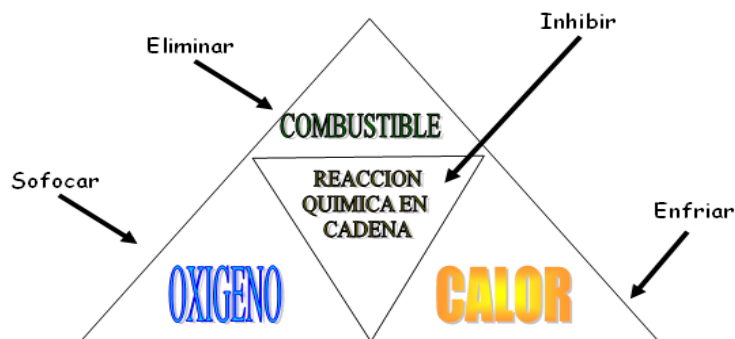 Inhibir
Eliminar
COMBUSTIBLE
REACCION
QUIMICA EN
CADENA
Sofocar
Enfriar
OXIGENO
CALOR